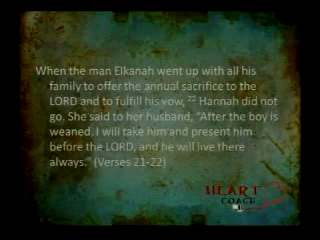 When the man Elkanah went up with all his
family to offer the annual sacrifice to the
LORD and to fulfill his vow, 22 Hannah did not
go. She said to her husband, “After the boy is
weaned, I will take him and present him
before the LORD, and he will live there
always.” (Verses 21-22)
HEART
COACH